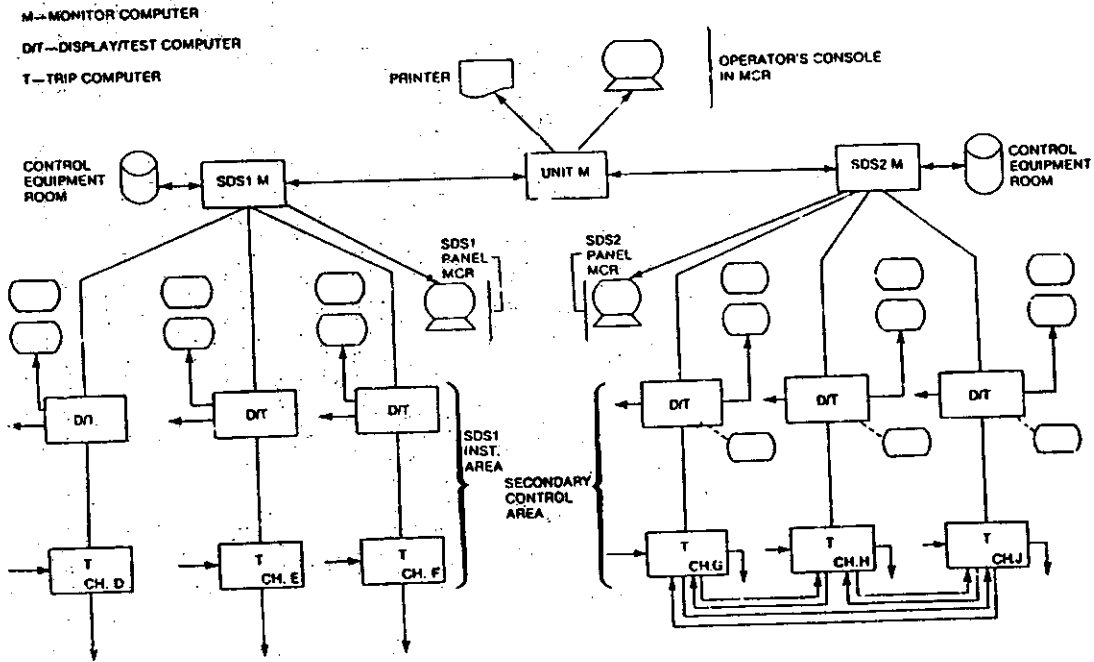 M—MONITOR COMPUTER
D/T—DISPLAY/TEST COMPUTER
T—TRIP COMPUTER
PRINTER
OPERATOR'S CONSOLE
IN MCR
CONTROL
EQUIPMENT
ROOM
SDS1 M
UNIT M
SDS2 M
CONTROL
EQUIPMENT
ROOM
SDS1
PANEL
MCR
SDS2
PANEL
MCR
D/T
D/T
D/T
D/T
D/T
D/T
SDS1
INST.
AREA
SECONDARY
CONTROL
AREA
T
CH. D
T
CH. E
T
CH. F
T
CH.G
T
CH.H
T
CH.J